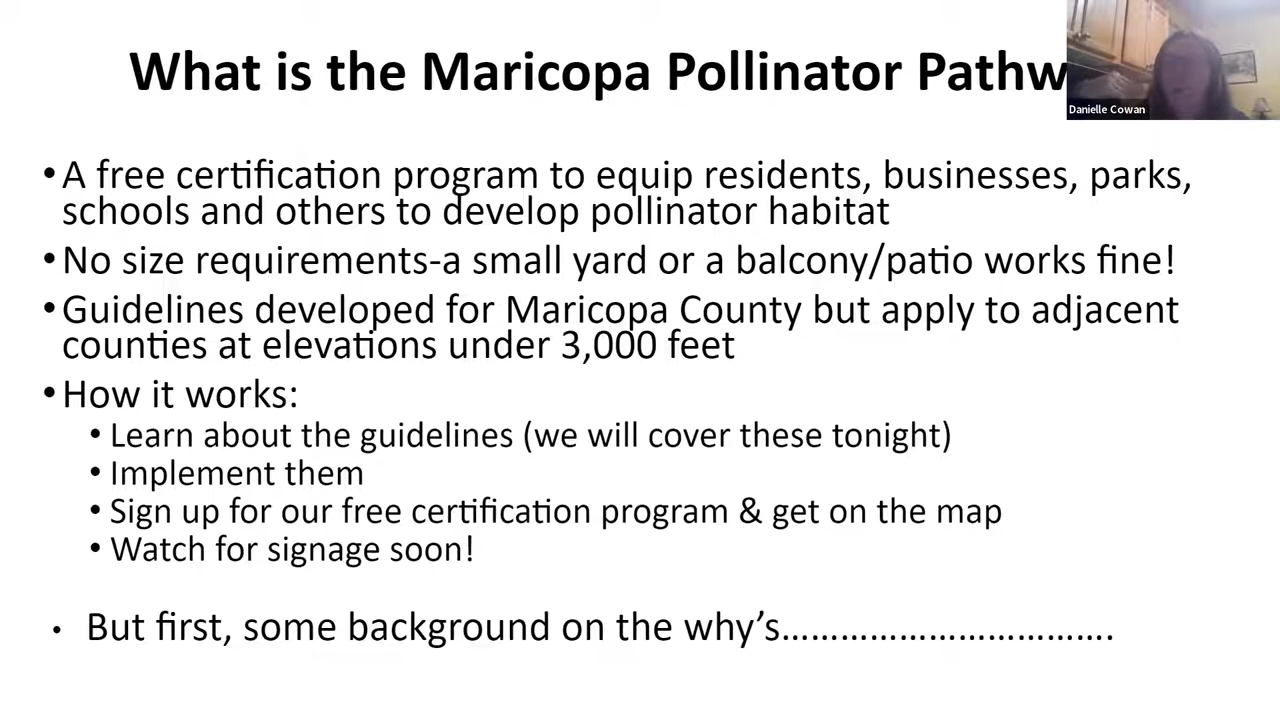 What is the Maricopa Pollinator Pathw
Danielle Cowan
• A free certification program to equip residents, businesses, parks,
schools and others to develop pollinator habitat
• No size requirements-a small yard or a balcony/patio works fine!
• Guidelines developed for Maricopa County but apply to adjacent
counties at elevations under 3,000 feet
• How it works:
• Learn about the guidelines (we will cover these tonight)
• Implement them
• Sign up for our free certification program & get on the map
• Watch for signage soon!
• But first, some background on the why’s……………………………….